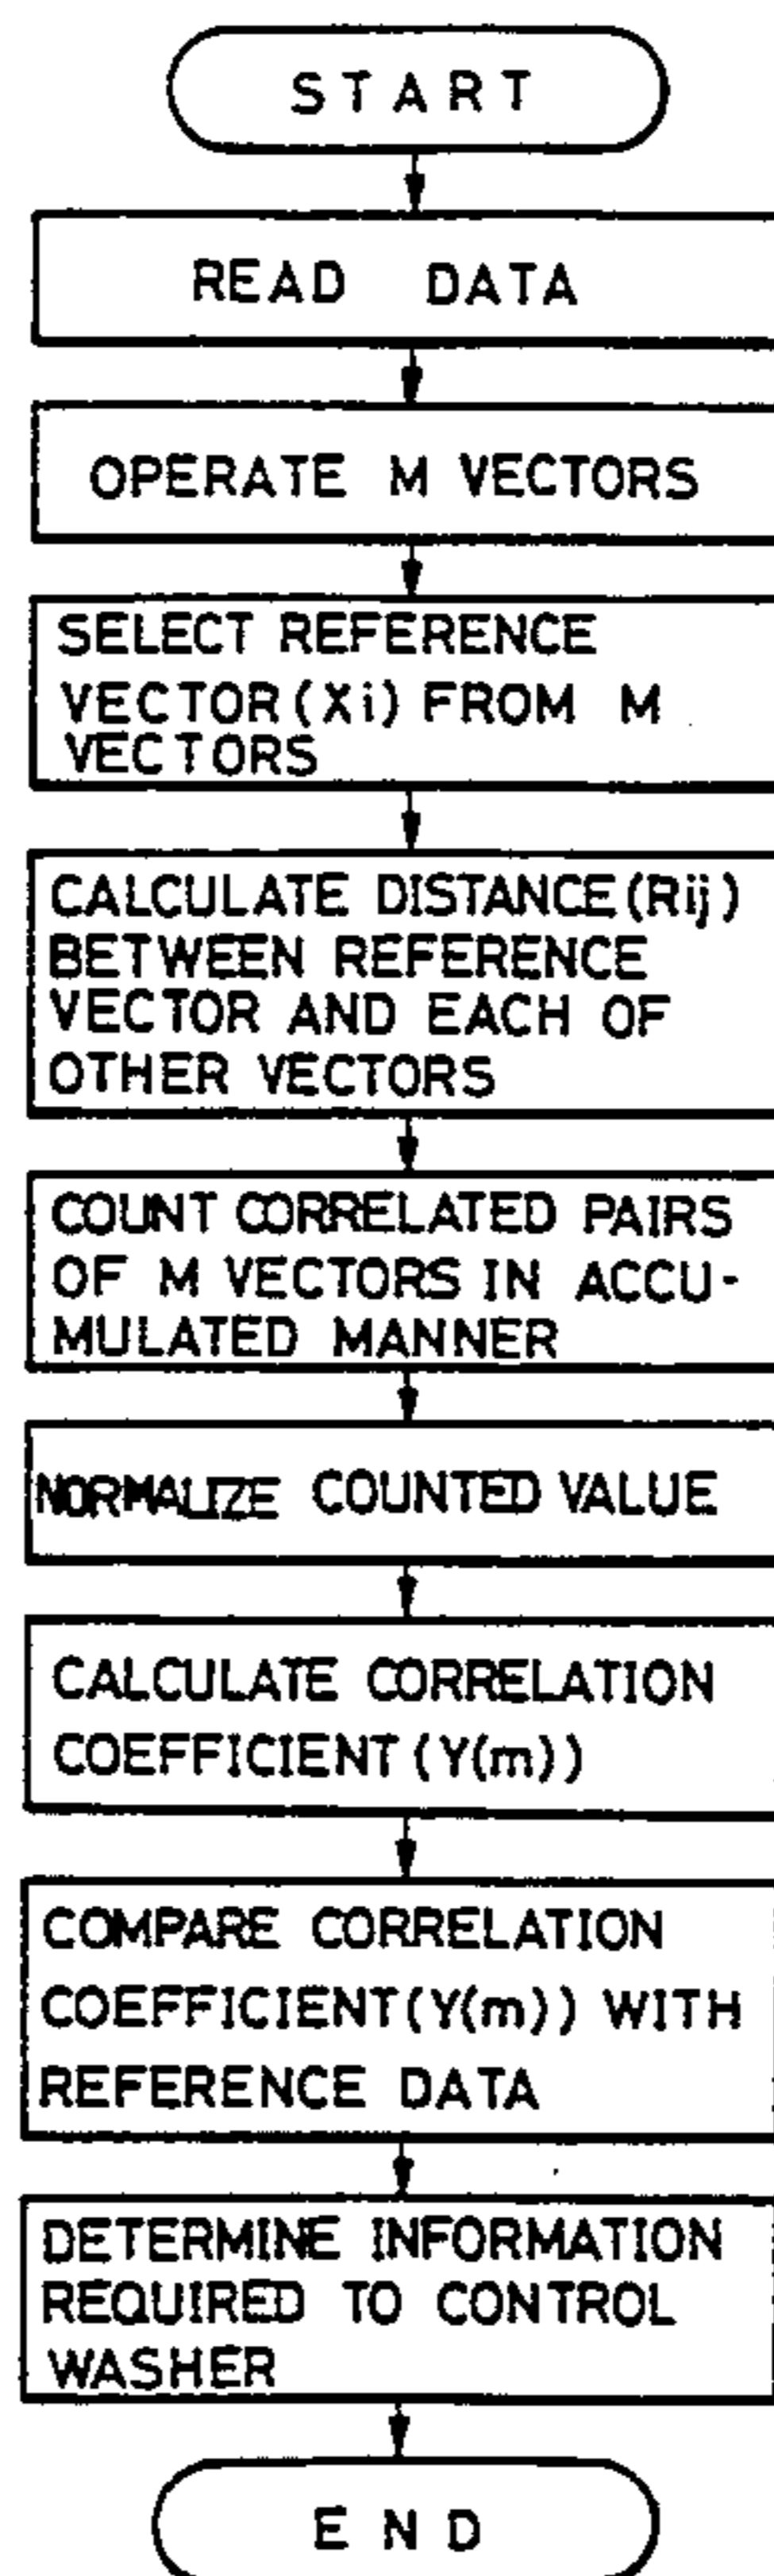 START
READ DATA
OPERATE M VECTORS
SELECT REFERENCE
VECTOR(Xi) FROM M
VECTORS
CALCULATE DISTANCE(Rij)
BETWEEN REFERENCE
VECTOR AND EACH OF
OTHER VECTORS
COUNT CORRELATED PAIRS
OF M VECTORS IN ACCU-
MULATED MANNER
NORMALIZE COUNTED VALUE
CALCULATE CORRELATION
COEFFICIENT(Y(m))
COMPARE CORRELATION
COEFFICIENT(Y(m)) WITH
REFERENCE DATA
DETERMINE INFORMATION
REQUIRED TO CONTROL
WASHER
END